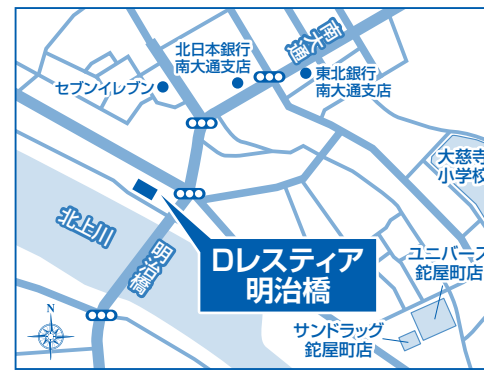 南大通
北日本銀行
南大通支店
東北銀行
南大通支店
セブンイレブン
大慈寺
小学校
北上川
明治橋
Dレスティア
明治橋
ユニバース
鉈屋町店
サンドラッグ
鉈屋町店
N